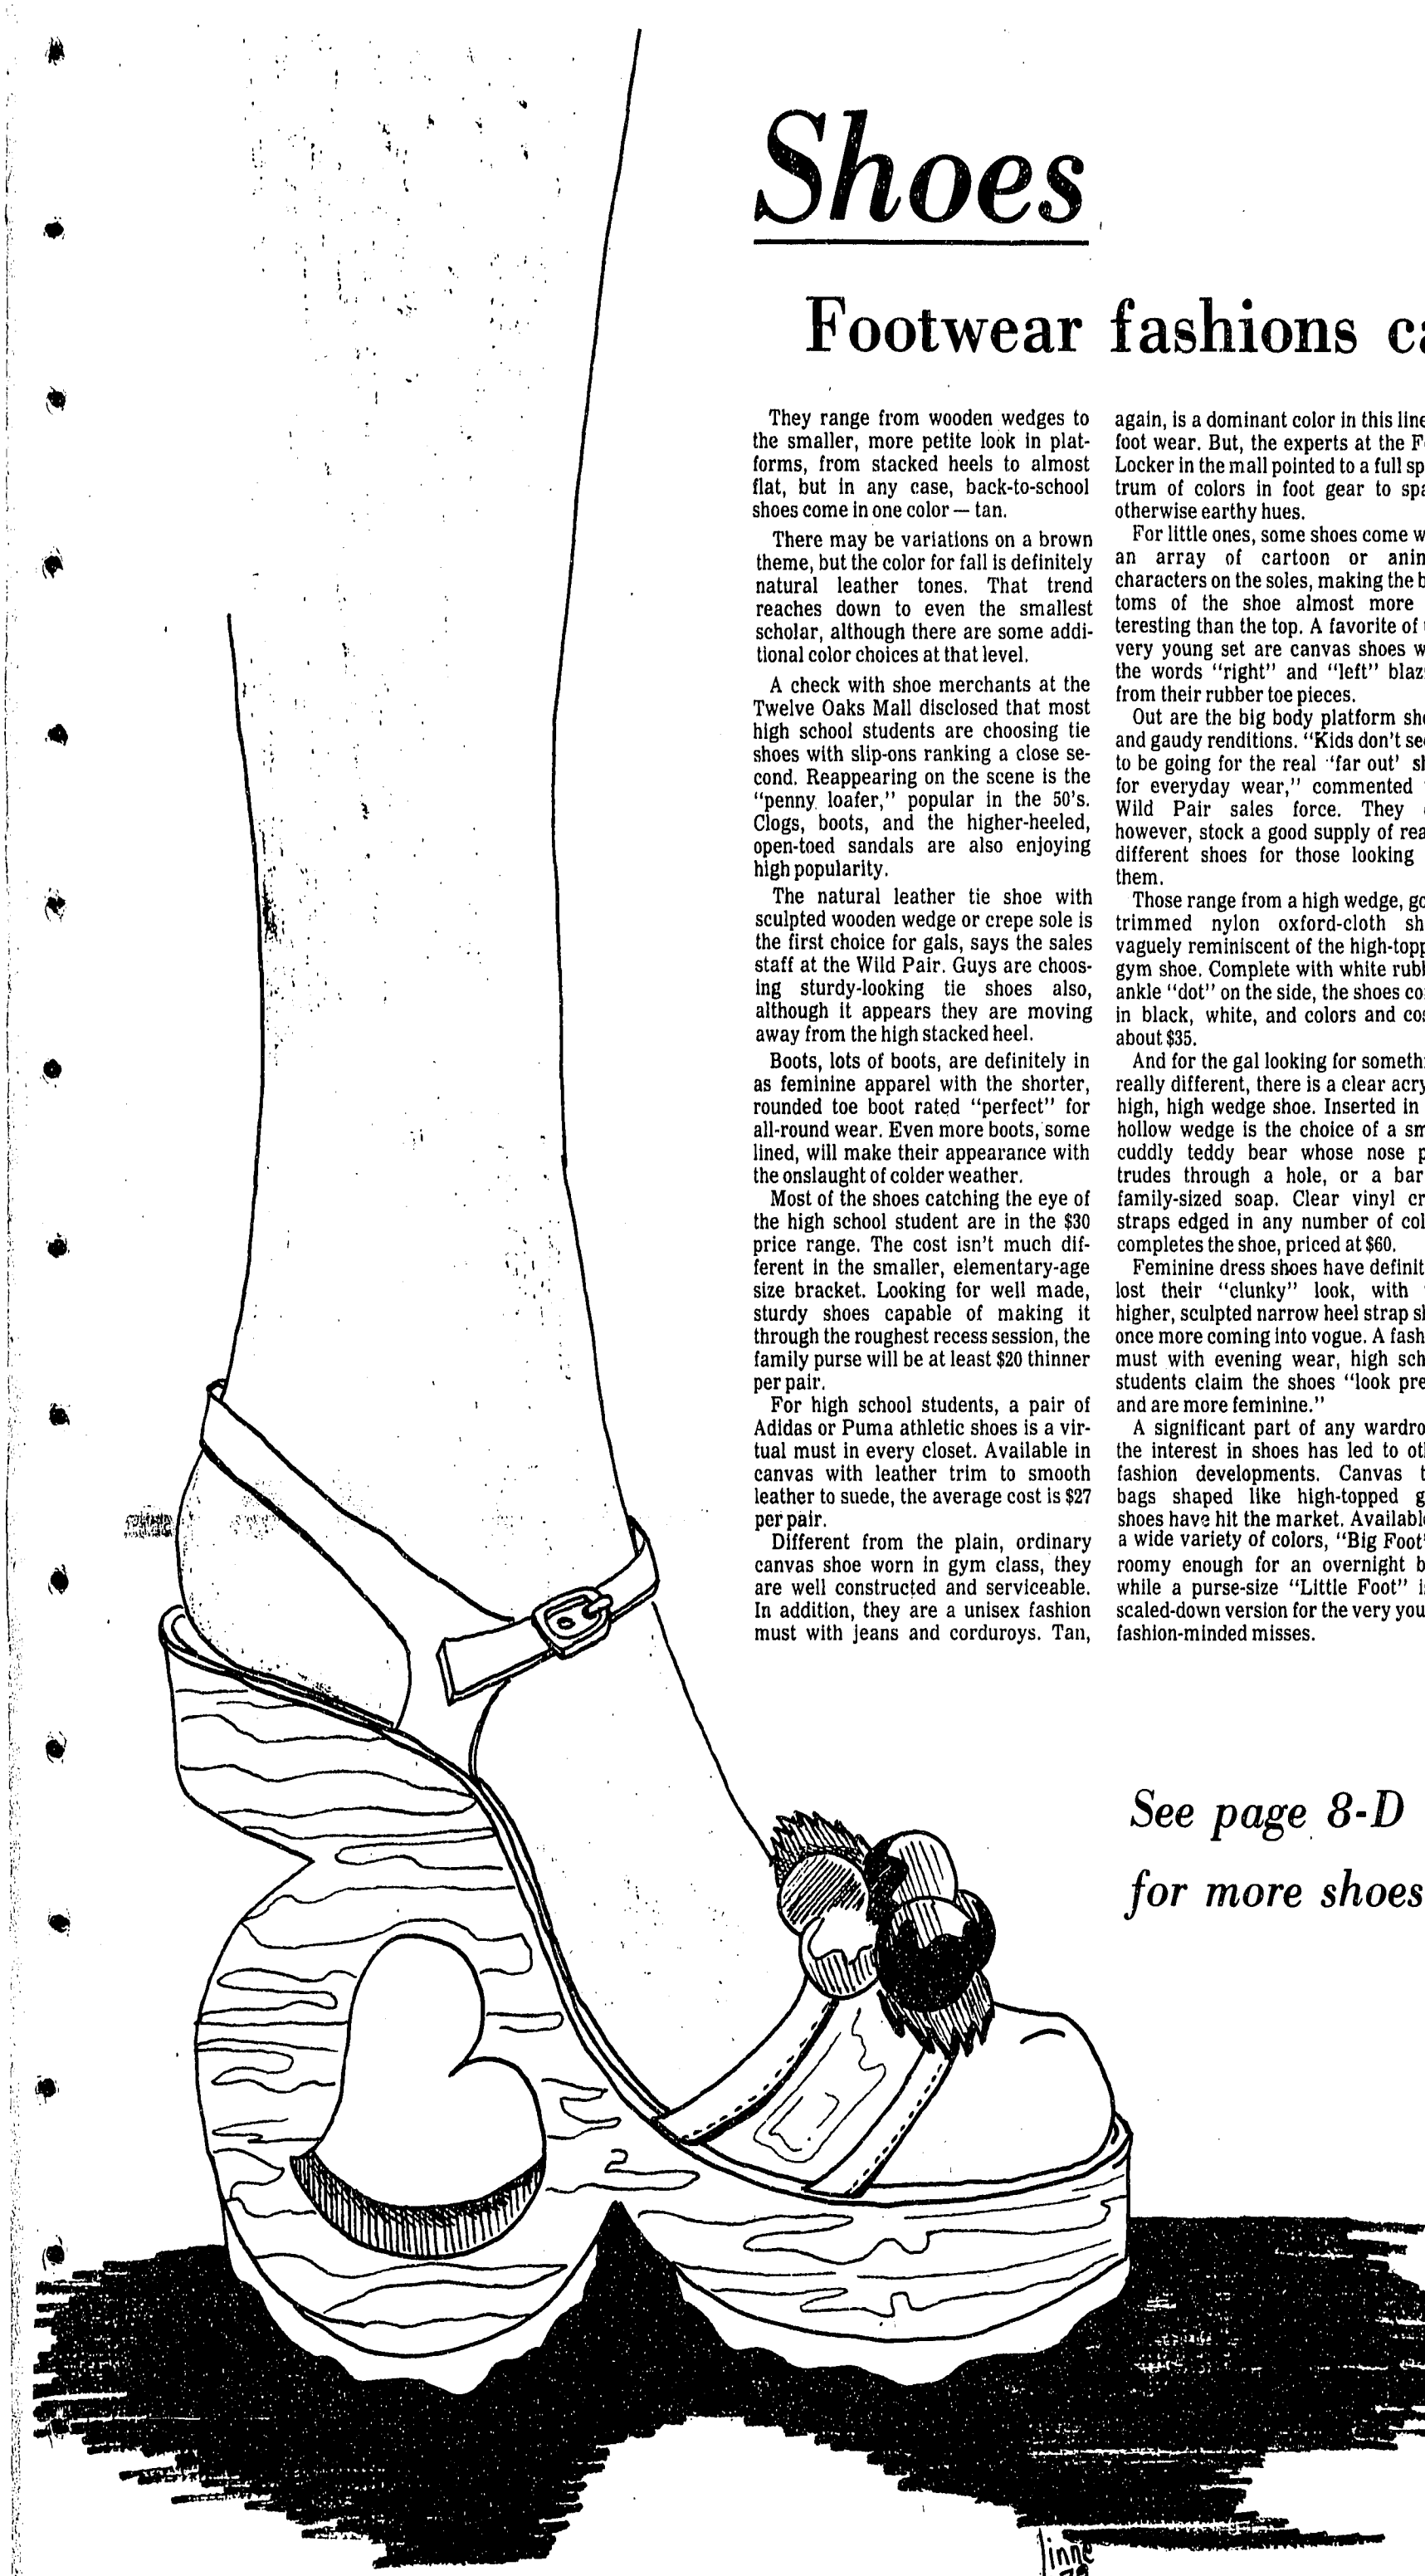 Shoes
Footwear fashions
They range from wooden wedges to
the smaller, more petite look in plat-
forms, from stacked heels to almost
flat, but in any case, back-to-school
shoes come in one color — tan.
There may be variations on a brown
theme, but the color for fall is definitely
natural leather tones. That trend
reaches down to even the smallest
scholar, although there are some addi-
tional color choices at that level.
A check with shoe merchants at the
Twelve Oaks Mall disclosed that most
high school students are choosing tie
shoes with slip-ons ranking a close se-
cond. Reappearing on the scene is the
"penny loafer," popular in the 50's.
Clogs, boots, and the higher-heeled,
open-toed sandals are also enjoying
high popularity.
The natural leather tie shoe with
sculpted wooden wedge or crepe sole is
the first choice for gals, says the sales
staff at the Wild Pair. Guys are choos-
ing sturdy-looking tie shoes also,
although it appears they are moving
away from the high stacked heel.
Boots, lots of boots, are definitely in
as feminine apparel with the shorter,
rounded toe boot rated "perfect" for
all-round wear. Even more boots, some
lined, will make their appearance with
the onslaught of colder weather.
Most of the shoes catching the eye of
the high school student are in the $30
price range. The cost isn't much dif-
ferent in the smaller, elementary-age
size bracket. Looking for well made,
sturdy shoes capable of making it
through the roughest recess session, the
family purse will be at least $20 thinner
per pair.
For high school students, a pair of
Adidas or Puma athletic shoes is a vir-
tual must in every closet. Available in
canvas with leather trim to smooth
leather to suede, the average cost is $27
per pair.
Different from the plain, ordinary
canvas shoe worn in gym class, they
are well constructed and serviceable.
In addition, they are a unisex fashion
must with jeans and corduroys. Tan,
again, is a dominant color in this line
foot wear. But, the experts at the
Locker in the mall pointed to a full
trum of colors in foot gear to
otherwise earthy hues.
For little ones, some shoes come
an array of cartoon or
characters on the soles, making the
toms of the shoe almost more
teresting than the top. A favorite of
very young set are canvas shoes
the words "right" and "left"
from their rubber toe pieces.
Out are the big body platform
and gaudy renditions. "Kids don't
to be going for the real 'far out'
for everyday wear," commented
Wild Pair sales force. They
however, stock a good supply of
different shoes for those looking
them.
Those range from a high wedge,
trimmed nylon oxford-cloth
vaguely reminiscent of the
gym shoe. Complete with white
ankle "dot" on the side, the shoes
in black, white, and colors and
about $35.
And for the gal looking for
really different, there is a clear
high, high wedge shoe. Inserted in
hollow wedge is the choice of a
cuddly teddy bear whose nose
trudes through a hole, or a bar
family-sized soap. Clear vinyl
straps edged in any number of
completes the shoe, priced at $60.
Feminine dress shoes have
lost their "clunky" look, with
higher, sculpted narrow heel strap
once more coming into vogue. A
must with evening wear, high
students claim the shoes "look
and are more feminine."
A significant part of any
the interest in shoes has led to
fashion developments. Canvas
bags shaped like high-topped
shoes have hit the market.
a wide variety of colors, "Big Foot"
roomy enough for an overnight
while a purse-size "Little Foot"
scaled-down version for the very
fashion-minded misses.
See page 8-D
for more shoes